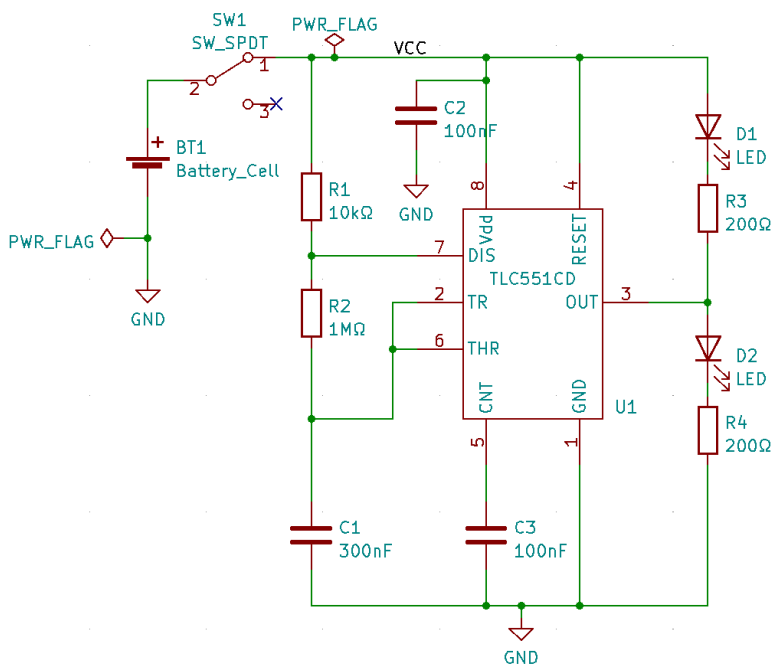 SW1
SW_SPDT
1
2
3
PWR_FLAG
VCC
BT1
Battery_Cell
+
PWR_FLAG
GND
C2
100nF
GND
R1
10kΩ
R2
1MΩ
8
4
Vdd
RESET
7
DIS
TLC551CD
2
TR
OUT
3
6
THR
CNT
GND
U1
5
1
D1
LED
R3
200Ω
D2
LED
R4
200Ω
C1
300nF
C3
100nF
GND